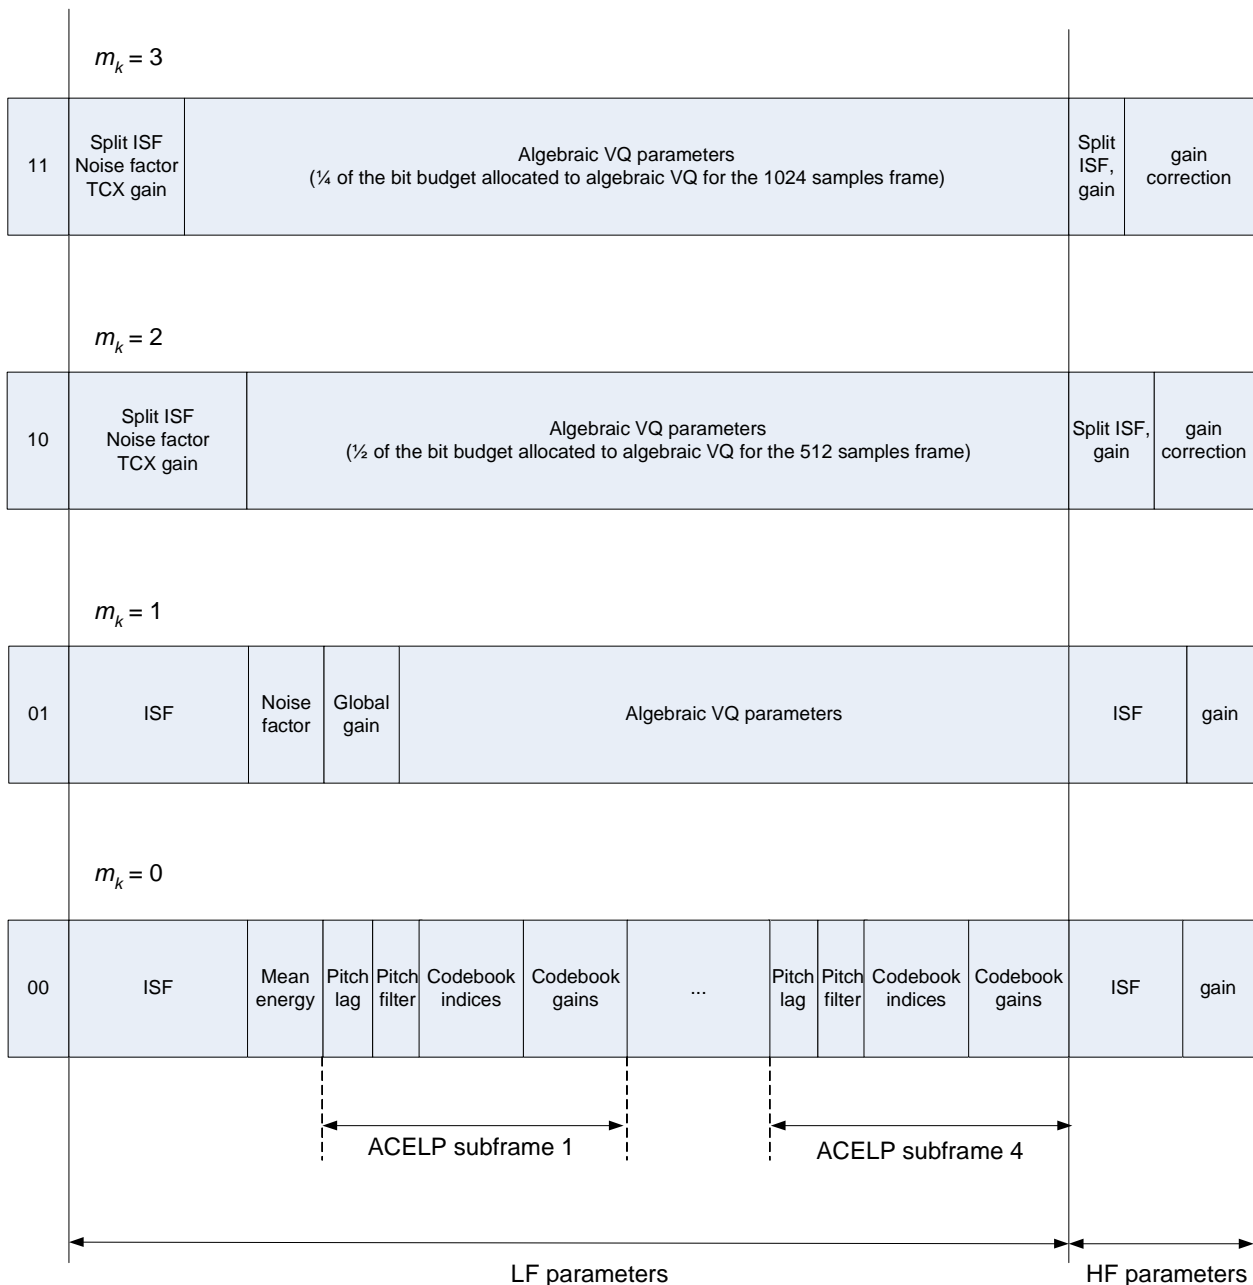 m_k = 3
11
Split ISF
Noise factor
TCX gain
Algebraic VQ parameters
(¼ of the bit budget allocated to algebraic VQ for the 1024 samples frame)
Split
ISF,
gain
gain
correction
m_k = 2
10
Split ISF
Noise factor
TCX gain
Algebraic VQ parameters
(½ of the bit budget allocated to algebraic VQ for the 512 samples frame)
Split ISF,
gain
gain
correction
m_k = 1
01
ISF
Noise
factor
Global
gain
Algebraic VQ parameters
ISF
gain
m_k = 0
00
ISF
Mean
energy
Pitch
lag
Pitch
filter
Codebook
indices
Codebook
gains
...
Pitch
lag
Pitch
filter
Codebook
indices
Codebook
gains
ISF
gain
ACELP subframe 1
ACELP subframe 4
LF parameters
HF parameters